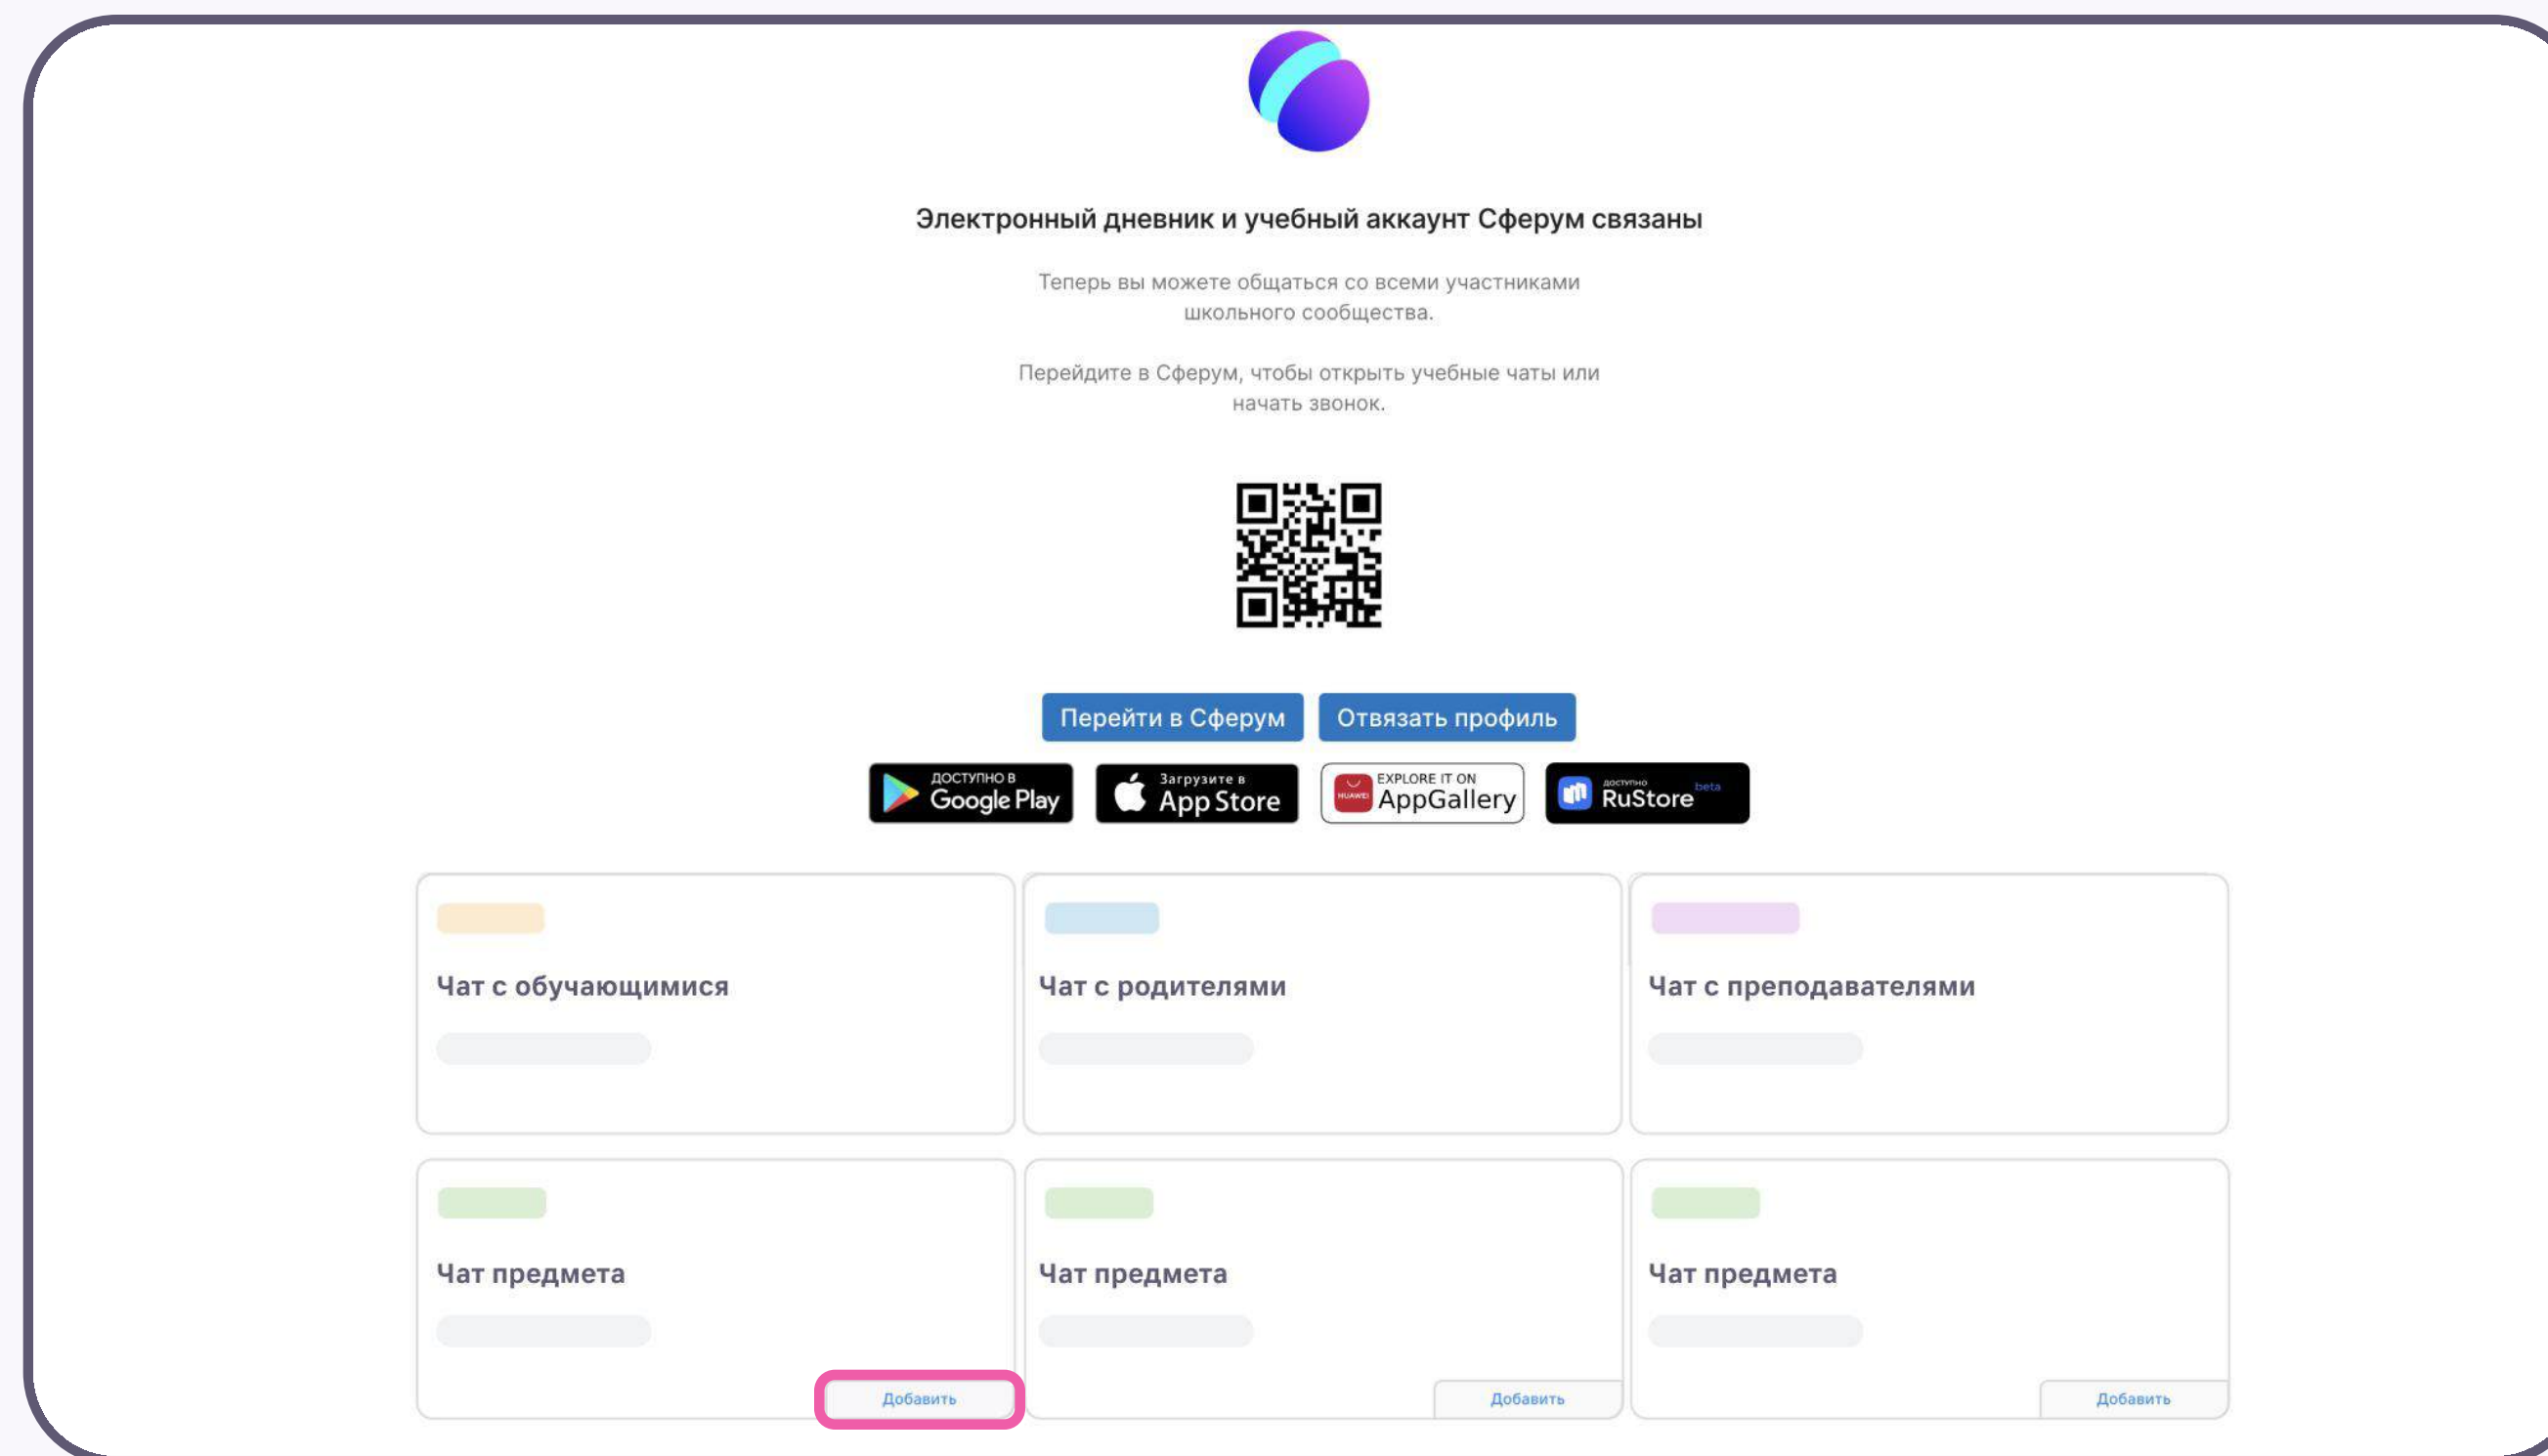 Электронный дневник и учебный аккаунт Сферум связаны
Теперь вы можете общаться со всеми участниками
школьного сообщества.
Перейдите в Сферум, чтобы открыть учебные чаты или
начать звонок.
Перейти в Сферум
Отвязать профиль
ДОСТУПНО В
Google Play
Загрузите в
App Store
HUAWEI
EXPLORE IT ON
AppGallery
ДОСТУПНО
RuStore beta
Чат с обучающимися
Чат с родителями
Чат с преподавателями
Чат предмета
Чат предмета
Чат предмета
Добавить
Добавить
Добавить